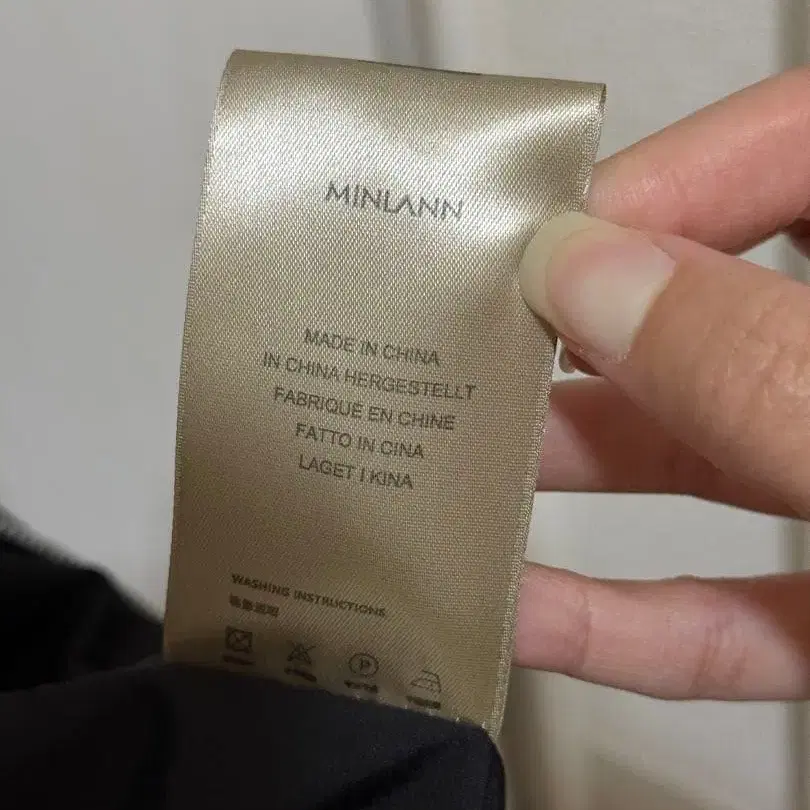 MINLANN
MADE IN CHINA
IN CHINA HERGESTELLT
FABRIQUE EN CHINE
FATTO IN CINA
LAGET I KINA
WASHING INSTRUCTIONS
P